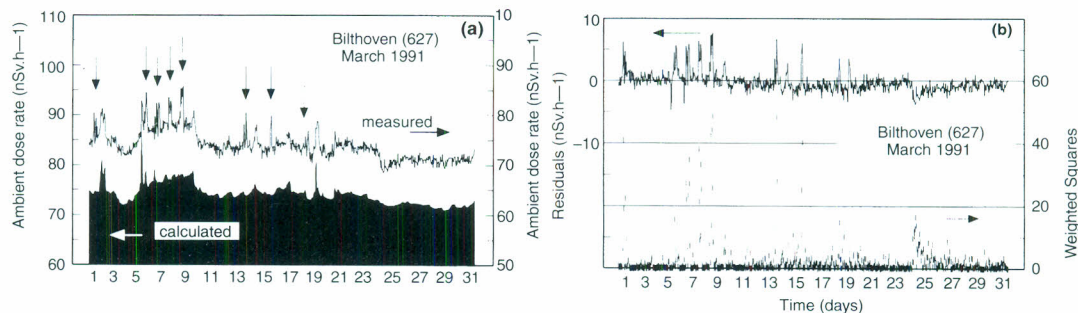 (a)
Bilthoven (627)
March 1991
measured
calculated
Ambient dose rate (nSv.h—1)
110
100
90
80
70
60
Ambient dose rate (nSv.h—1)
10
90
80
70
60
50
1 3 5 7 9 11 13 15 17 19 21 23 25 27 29 31
(b)
Bilthoven (627)
March 1991
Residuals (nSv.h—1)
10
0
−10
Weighted Squares
60
40
20
0
1 3 5 7 9 11 13 15 17 19 21 23 25 27 29 31
Time (days)